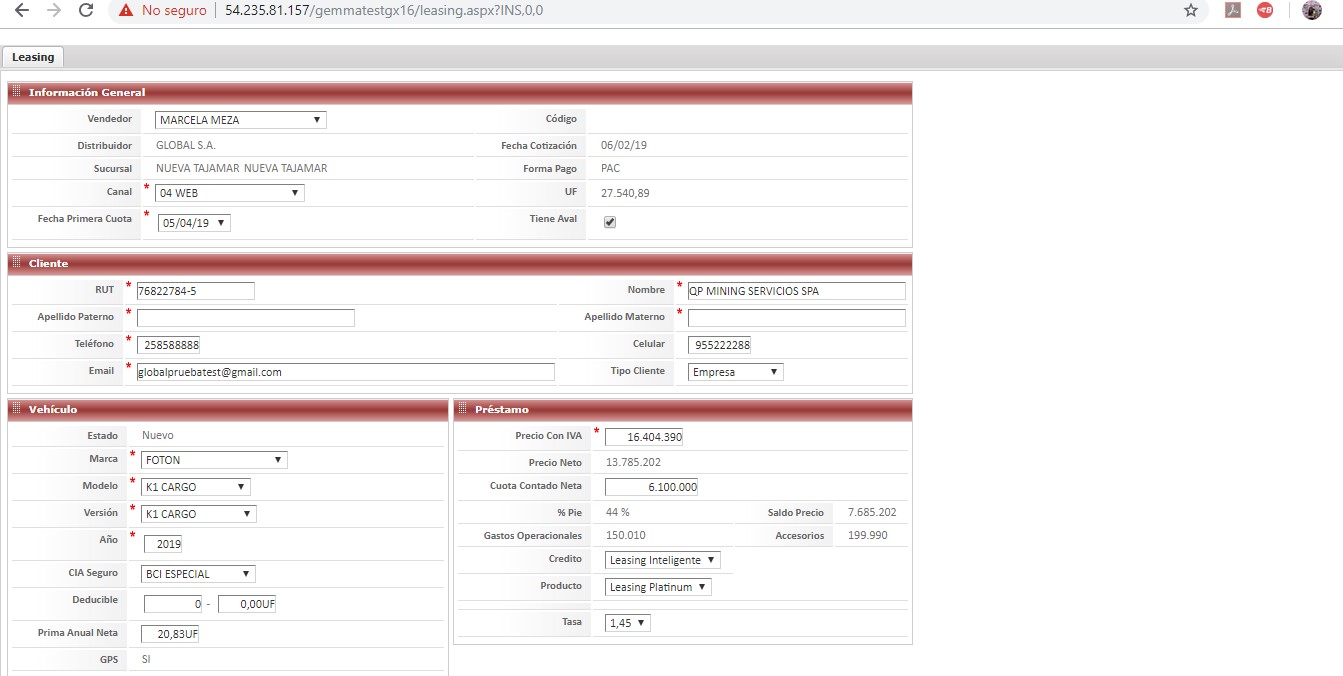 No seguro | 54.235.81.157/gemmatestgx16/leasing.aspx?INS,0,0
Leasing
Información General
Vendedor MARCELA MEZA Código
Distribuidor GLOBAL S.A. Fecha Cotización 06/02/19
Sucursal NUEVA TAJAMAR NUEVA TAJAMAR Forma Pago PAC
Canal * 04 WEB UF 27.540,89
Fecha Primera Cuota * 05/04/19 Tiene Aval
Cliente
RUT * 76822784-5 Nombre * QP MINING SERVICIOS SPA
Apellido Paterno * Apellido Materno *
Teléfono * 258588888 Celular 955222288
Email * globalpruebatest@gmail.com Tipo Cliente Empresa
Vehículo
Estado Nuevo
Marca * FOTON
Modelo * K1 CARGO
Versión * K1 CARGO
Año * 2019
CIA Seguro BCI ESPECIAL
Deducible 0 - 0,00UF
Prima Anual Neta 20,83UF
GPS SI
Préstamo
Precio Con IVA * 16.404.390
Precio Neto 13.785.202
Cuota Contado Neta 6.100.000
% Pie 44 % Saldo Precio 7.685.202
Gastos Operacionales 150.010 Accesorios 199.990
Credito Leasing Inteligente
Producto Leasing Platinum
Tasa 1,45